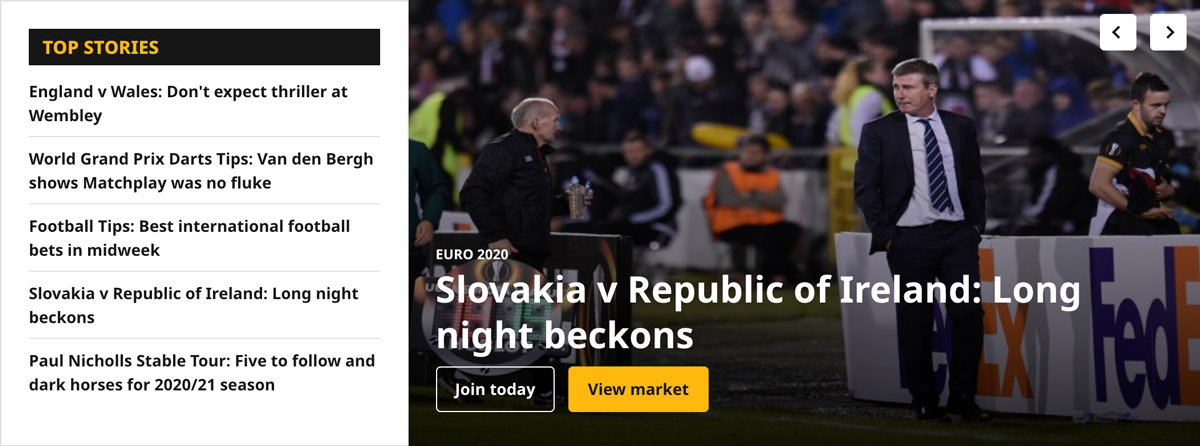 TOP STORIES
England v Wales: Don't expect thriller at
Wembley
World Grand Prix Darts Tips: Van den Bergh
shows Matchplay was no fluke
Football Tips: Best international football
bets in midweek
Slovakia v Republic of Ireland: Long night
beckons
Paul Nicholls Stable Tour: Five to follow and
dark horses for 2020/21 season
EURO 2020
Slovakia v Republic of Ireland: Long
night beckons
Join today
View market
FedEx
FedE